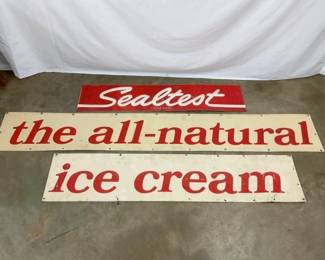 Sealtest
the all-natural
ice cream